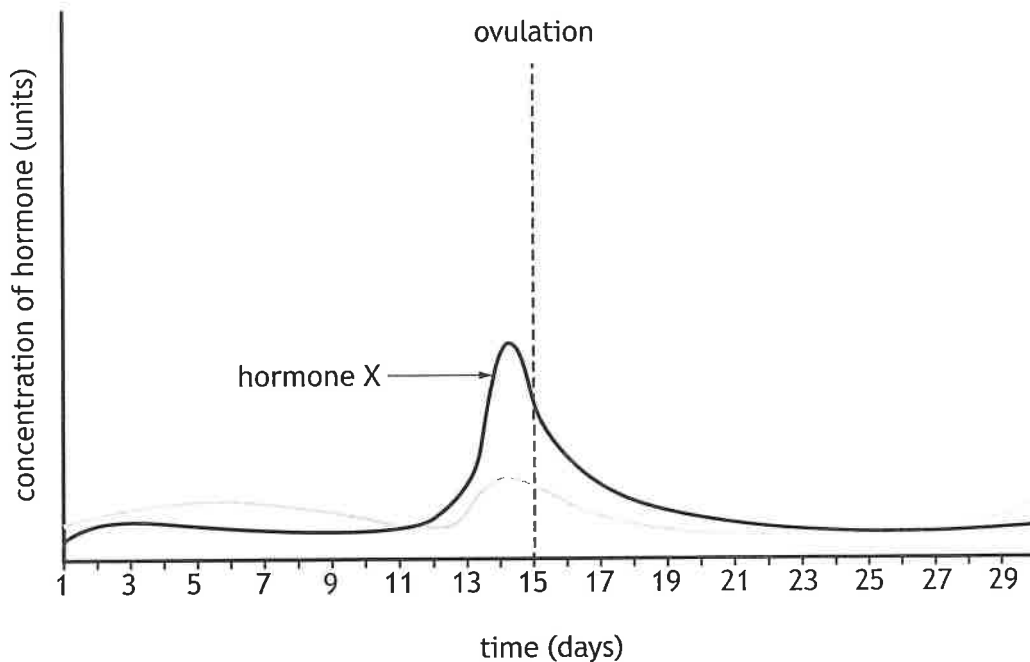 ovulation
concentration of hormone (units)
hormone X
1 3 5 7 9 11 13 15 17 19 21 23 25 27 29
time (days)